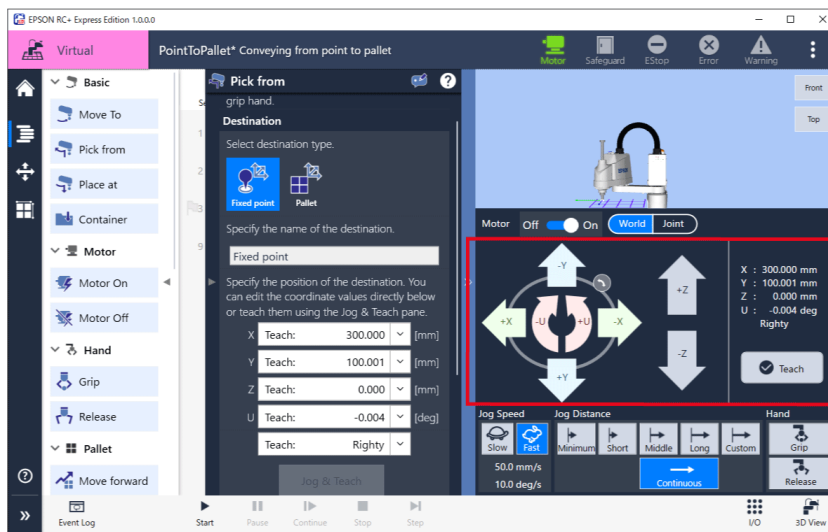 EPSON RC+ Express Edition 1.0.0.0
Virtual
PointToPallet* Conveying from point to pallet
Motor
Safeguard
EStop
Error
Warning
Basic
Move To
Pick from
Place at
Container
Motor
Motor On
Motor Off
Hand
Grip
Release
Pallet
Move forward
1
2
3
9
Pick from
grip hand.
Destination
Select destination type.
Fixed point
Pallet
Specify the name of the destination.
Fixed point
Specify the position of the destination. You
can edit the coordinate values directly below
or teach them using the Jog & Teach pane.
X Teach: 300.000 [mm]
Y Teach: 100.001 [mm]
Z Teach: 0.000 [mm]
U Teach: -0.004 [deg]
Teach: Righty
Jog & Teach
Front
Top
Motor Off On World Joint
-Y
+X
-U
+U
-X
+Y
+Z
-Z
X : 300.000 mm
Y : 100.001 mm
Z : 0.000 mm
U : -0.004 deg
Righty
Teach
Jog Speed
Slow
Fast
50.0 mm/s
10.0 deg/s
Jog Distance
Minimum
Short
Middle
Long
Custom
Continuous
Hand
Grip
Release
Event Log
Start
Pause
Continue
Stop
Step
I/O
3D View